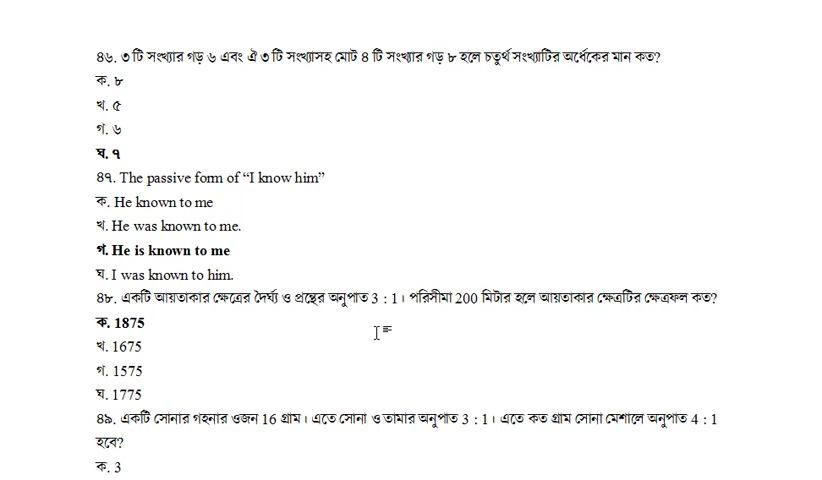 ৪৬. ৩ টি সংখ্যার গড় ৬ এবং ঐ ৩ টি সংখ্যাসহ মোট ৪ টি সংখ্যার গড় ৮ হলে চতুর্থ সংখ্যাটির অর্ধেকের মান কত?
ক. ৮
খ. ৫
গ. ৬
ঘ. ৭
৪৭. The passive form of “I know him”
ক. He known to me
খ. He was known to me.
গ. He is known to me
ঘ. I was known to him.
৪৮. একটি আয়তাকার ক্ষেত্রের দৈর্ঘ্য ও প্রস্থের অনুপাত 3 : 1। পরিসীমা 200 মিটার হলে আয়তাকার ক্ষেত্রটির ক্ষেত্রফল কত?
ক. 1875
খ. 1675
গ. 1575
ঘ. 1775
৪৯. একটি সোনার গহনার ওজন 16 গ্রাম। এতে সোনা ও তামার অনুপাত 3 : 1। এতে কত গ্রাম সোনা মেশালে অনুপাত 4 : 1
হবে?
ক. 3